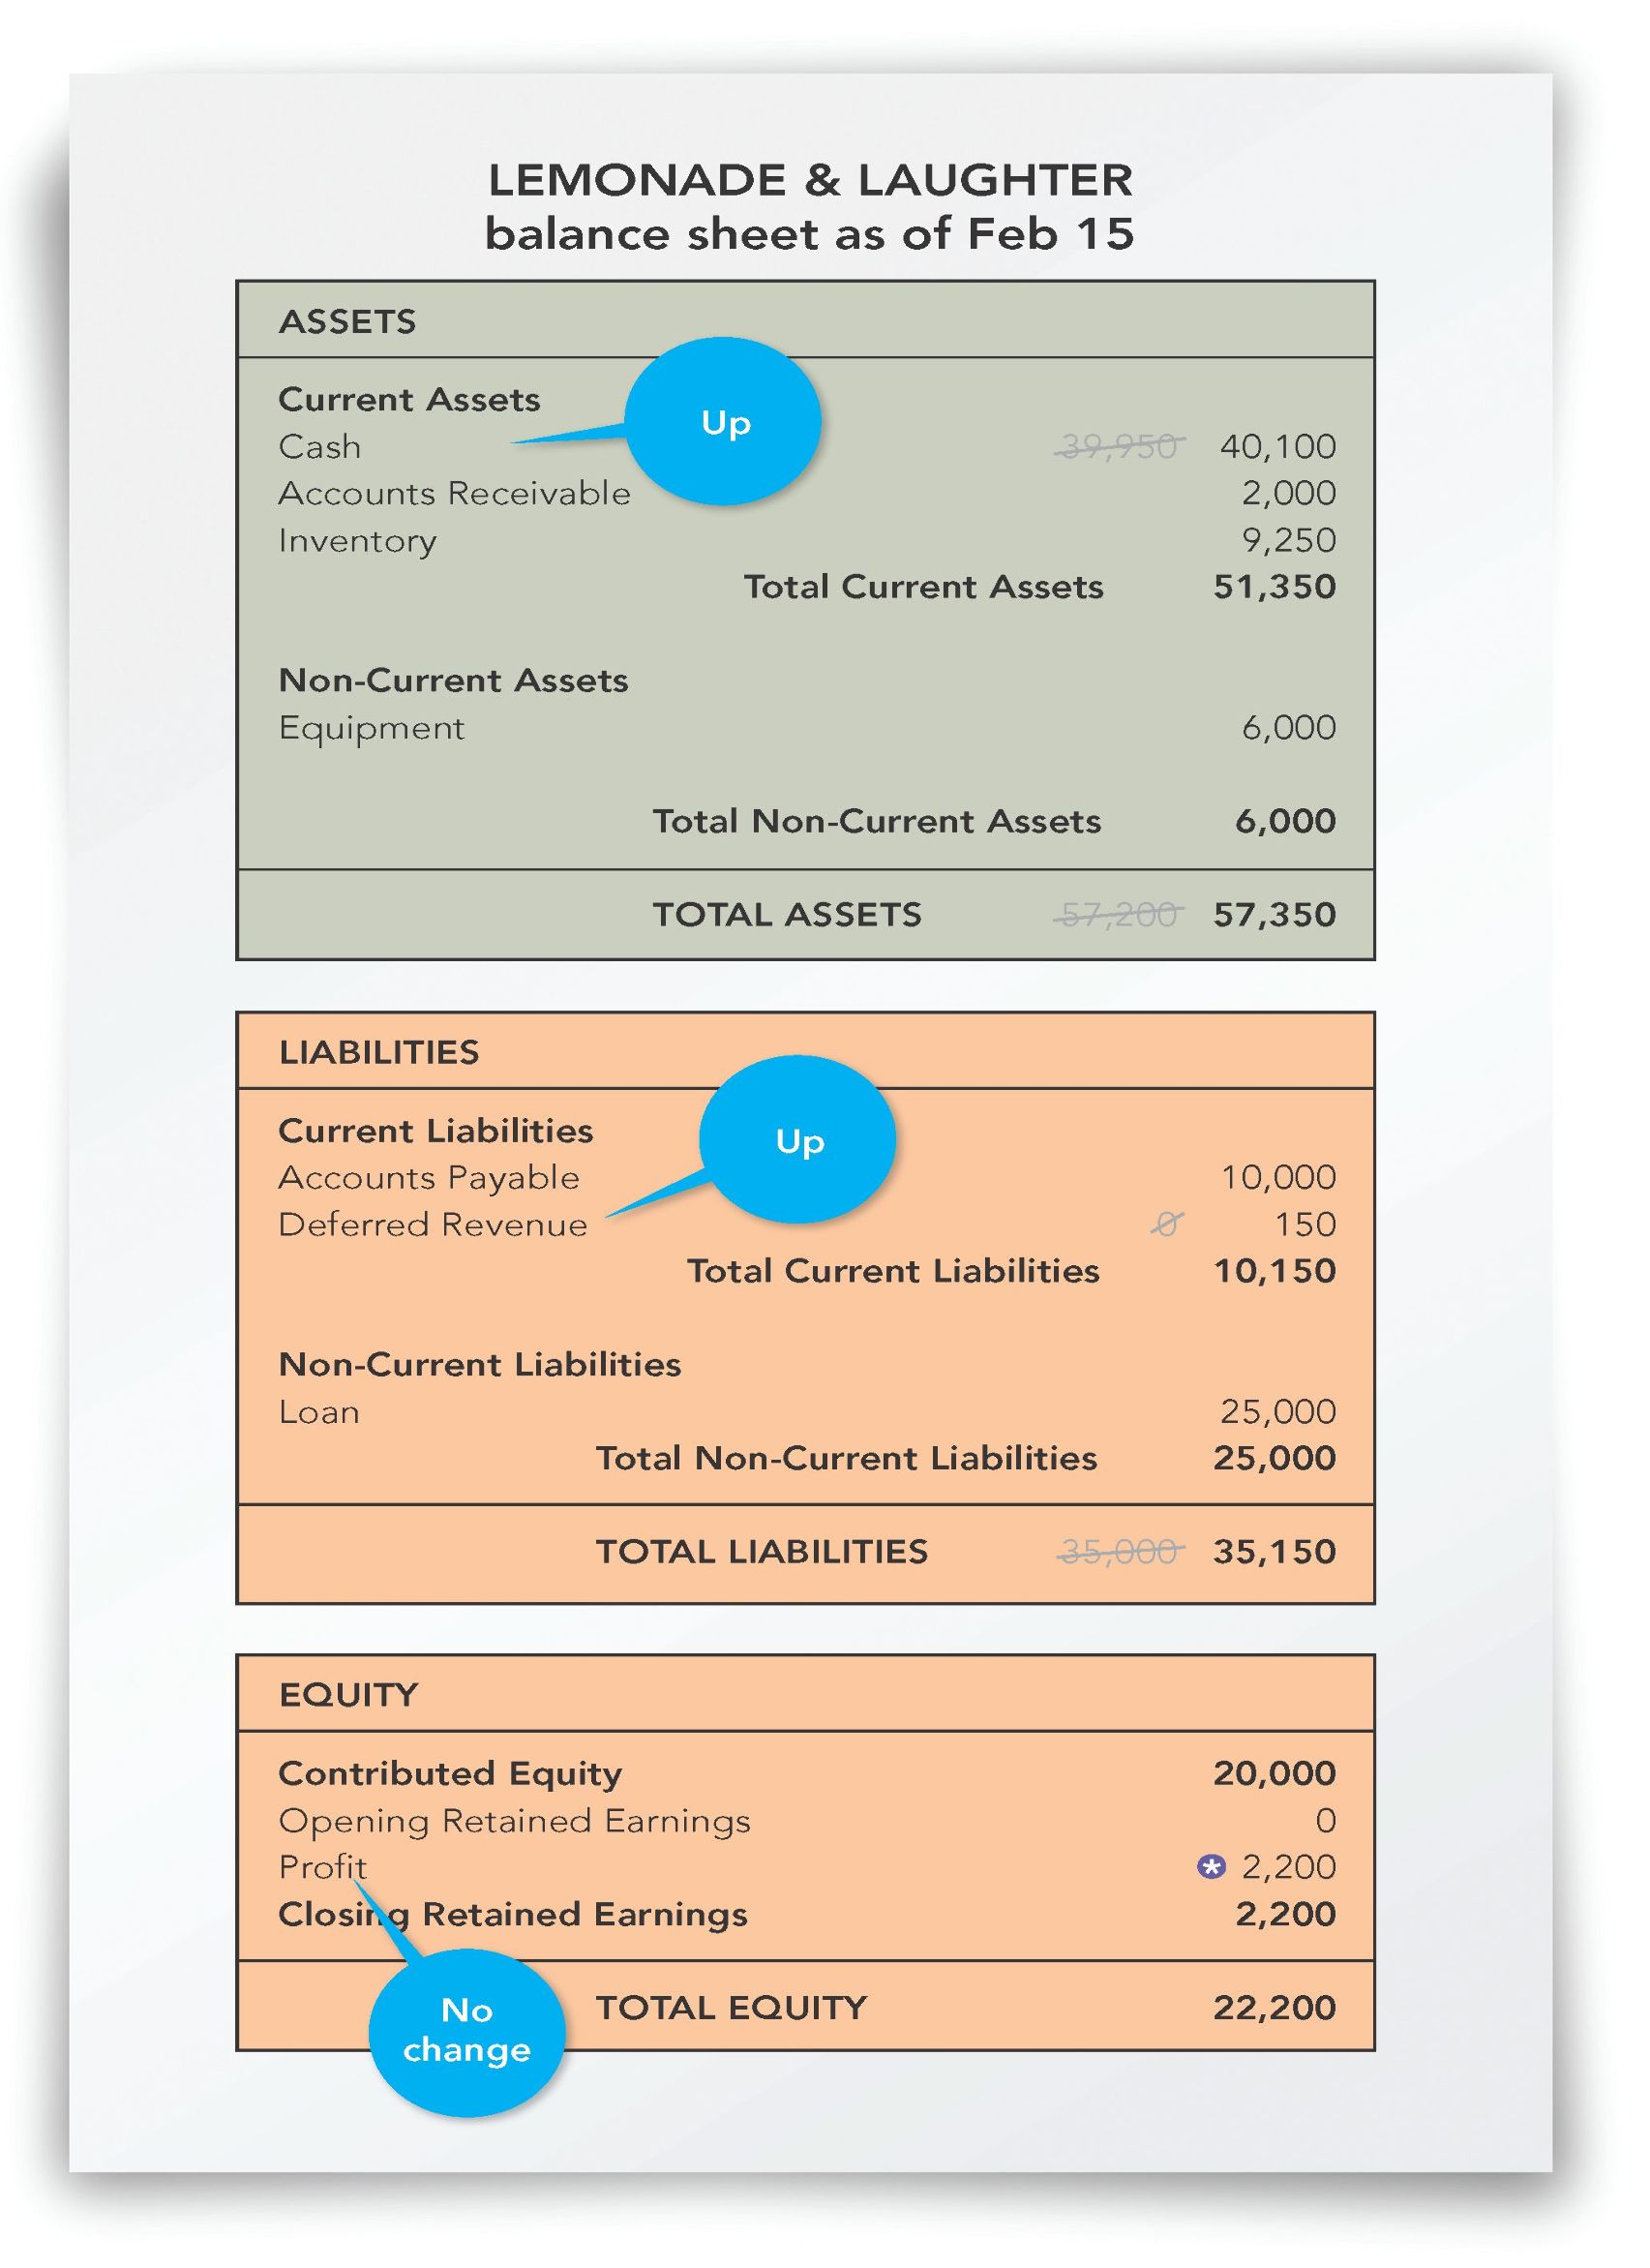 LEMONADE & LAUGHTER
balance sheet as of Feb 15
ASSETS
Current Assets
Up
Cash 39,950 40,100
Accounts Receivable 2,000
Inventory 9,250
Total Current Assets 51,350
Non-Current Assets
Equipment 6,000
Total Non-Current Assets 6,000
TOTAL ASSETS 57,200 57,350
LIABILITIES
Current Liabilities
Up
Accounts Payable 10,000
Deferred Revenue 0 150
Total Current Liabilities 10,150
Non-Current Liabilities
Loan 25,000
Total Non-Current Liabilities 25,000
TOTAL LIABILITIES 35,000 35,150
EQUITY
Contributed Equity 20,000
Opening Retained Earnings 0
Profit * 2,200
Closing Retained Earnings 2,200
No
change
TOTAL EQUITY 22,200